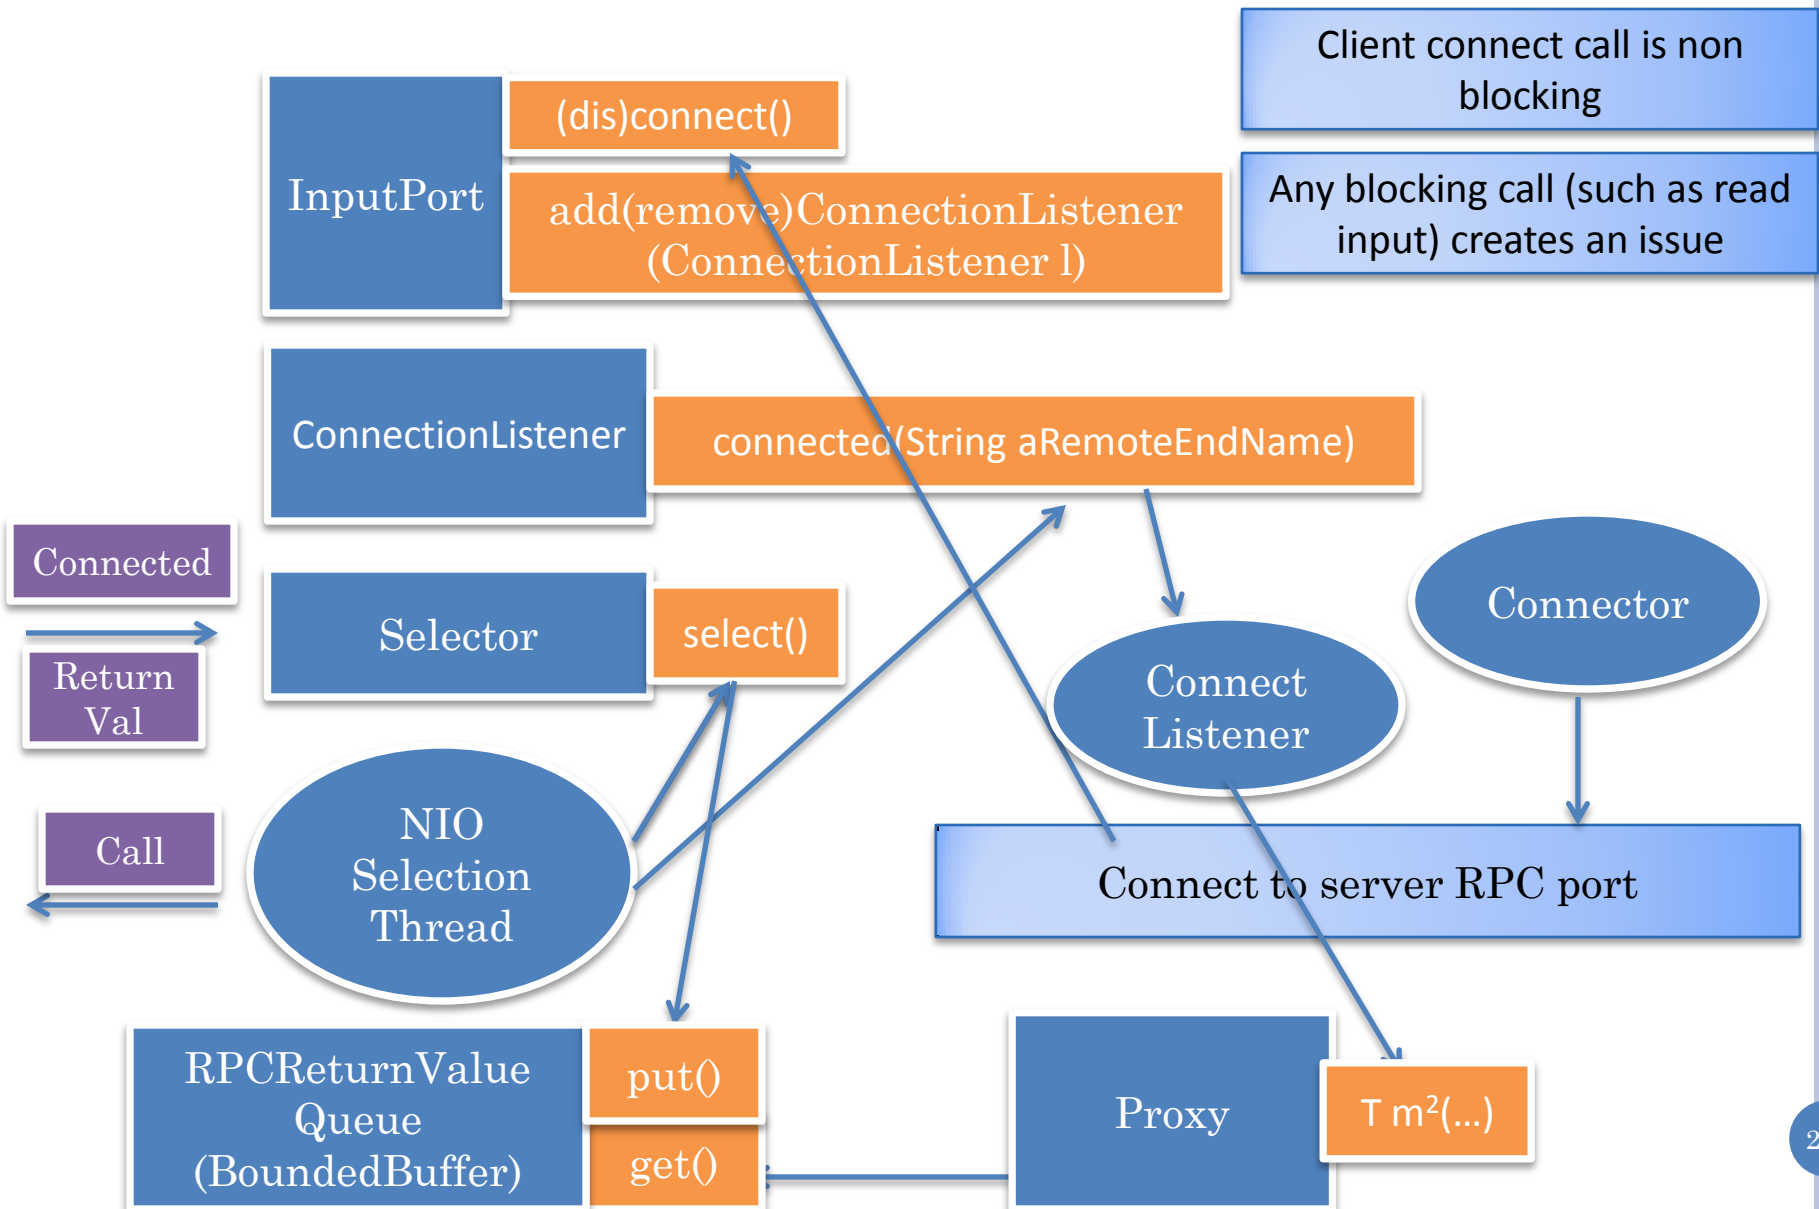 Client connect call is non
blocking
(dis)connect()
InputPort
add(remove)ConnectionListener
(ConnectionListener l)
Any blocking call (such as read
input) creates an issue
ConnectionListener
connected(String aRemoteEndName)
Connected
Selector
select()
Connector
Return
Val
Connect
Listener
NIO
Selection
Thread
Call
Connect to server RPC port
RPCReturnValue
Queue
(BoundedBuffer)
put()
get()
Proxy
T m²(...)
2